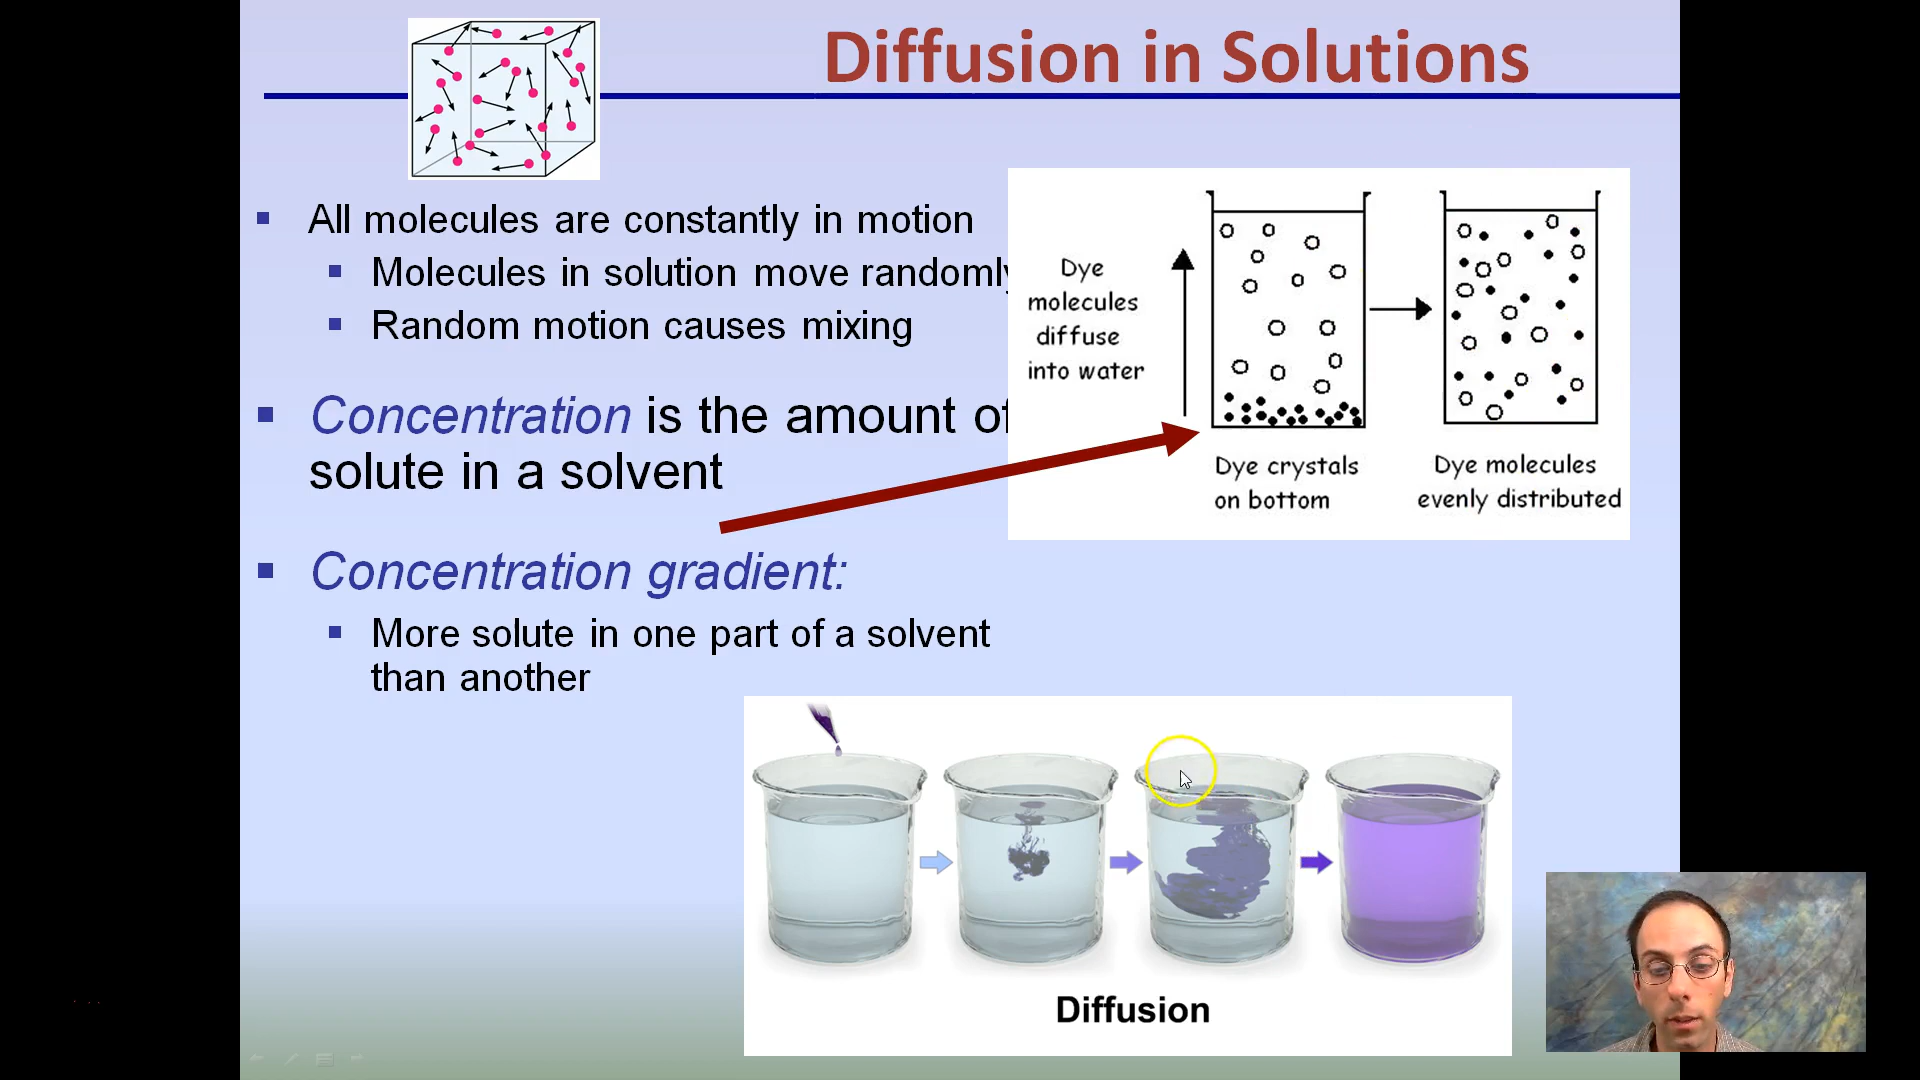 Diffusion in Solutions
All molecules are constantly in motion
Molecules in solution move randomly
Random motion causes mixing
Concentration is the amount of
solute in a solvent
Concentration gradient:
More solute in one part of a solvent
than another
Dye
molecules
diffuse
into water
Dye crystals
on bottom
Dye molecules
evenly distributed
Diffusion